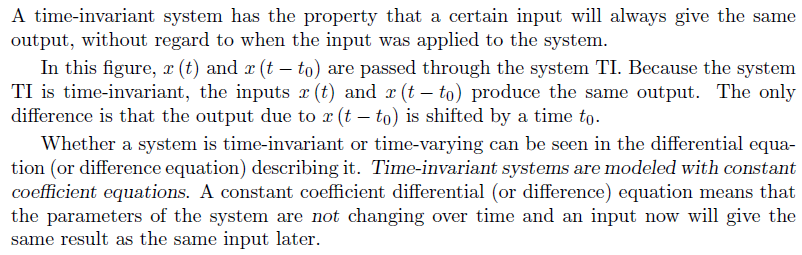 A time-invariant system has the property that a certain input will always give the same
output, without regard to when the input was applied to the system.
In this figure, x (t) and x (t − t₀) are passed through the system TI. Because the system
TI is time-invariant, the inputs x (t) and x (t − t₀) produce the same output. The only
difference is that the output due to x (t − t₀) is shifted by a time t₀.
Whether a system is time-invariant or time-varying can be seen in the differential equa-
tion (or difference equation) describing it. Time-invariant systems are modeled with constant
coefficient equations. A constant coefficient differential (or difference) equation means that
the parameters of the system are not changing over time and an input now will give the
same result as the same input later.